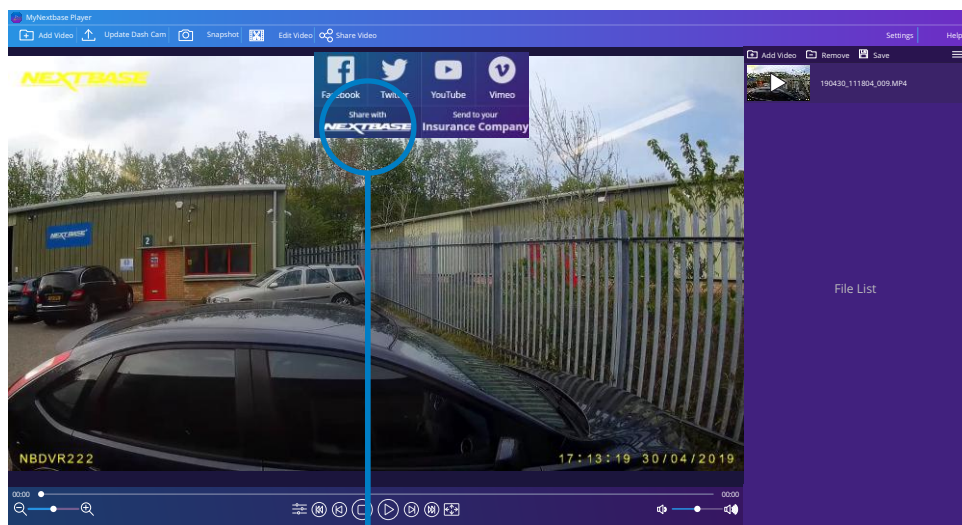 MyNextbase Player
Add Video Update Dash Cam Snapshot Edit Video Share Video Settings Help
Add Video Remove Save
NEXTBASE
Facebook Twitter YouTube Vimeo
Share with
NEXTBASE
Send to your
Insurance Company
190430_111804_009.MP4
NEXTBASE
2
File List
NBDVR222
17:13:19 30/04/2019
00:00
00:00